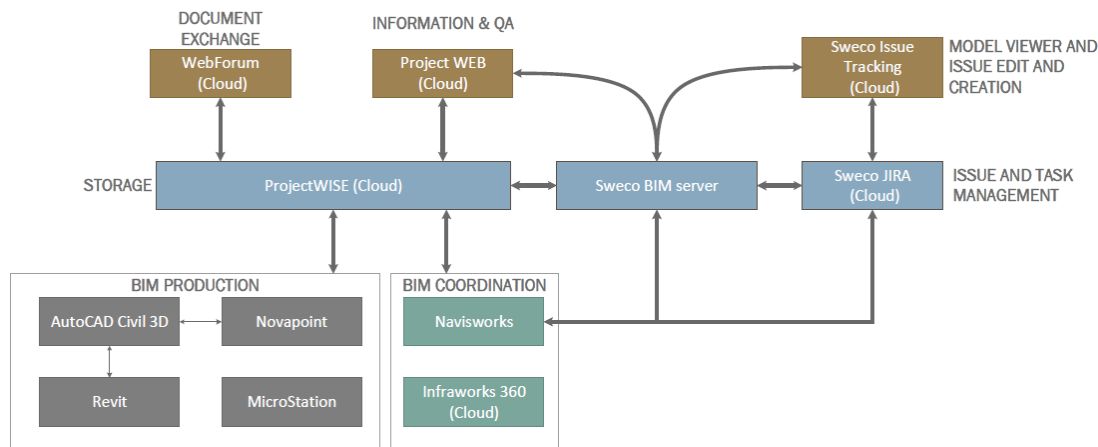 DOCUMENT
EXCHANGE
INFORMATION & QA
WebForum
(Cloud)
Project WEB
(Cloud)
Sweco Issue
Tracking
(Cloud)
MODEL VIEWER AND
ISSUE EDIT AND
CREATION
STORAGE
ProjectWISE (Cloud)
Sweco BIM server
Sweco JIRA
(Cloud)
ISSUE AND TASK
MANAGEMENT
BIM PRODUCTION
BIM COORDINATION
AutoCAD Civil 3D
Novapoint
Navisworks
Revit
MicroStation
Infraworks 360
(Cloud)